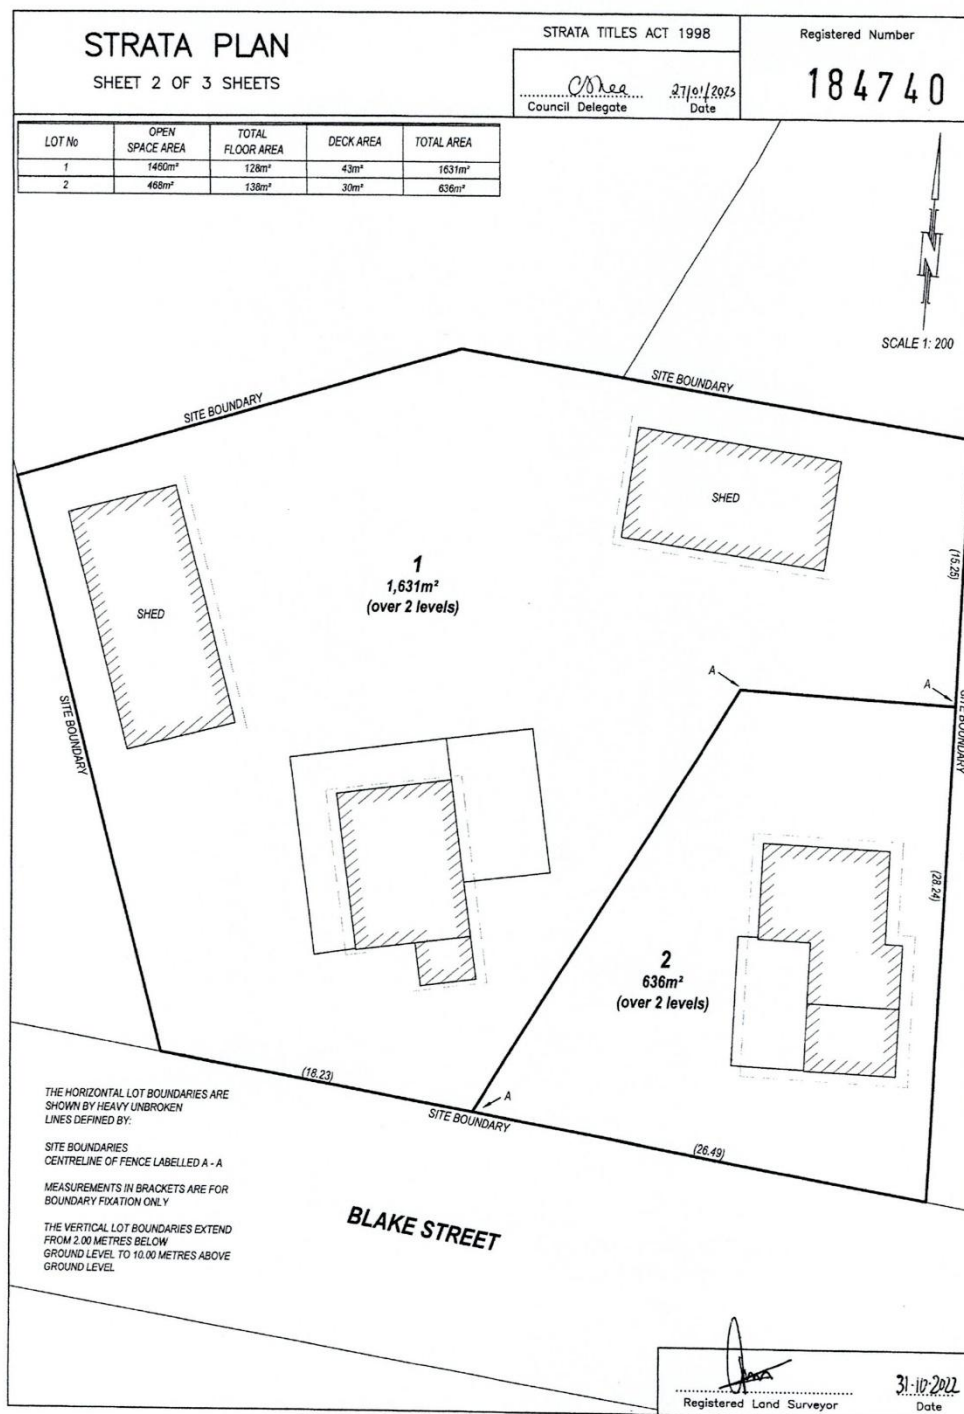 STRATA PLAN
SHEET 2 OF 3 SHEETS
STRATA TITLES ACT 1998
Council Delegate
27/01/2023
Date
Registered Number
184740
LOT No OPEN SPACE AREA TOTAL FLOOR AREA DECK AREA TOTAL AREA
1 1460m² 128m² 43m² 1631m²
2 468m² 138m² 30m² 636m²
N
SCALE 1: 200
SITE BOUNDARY
SITE BOUNDARY
SHED
SHED
1
1,631m²
(over 2 levels)
(15.25)
A
A
SITE BOUNDARY
SITE BOUNDARY
(28.24)
2
636m²
(over 2 levels)
(18.23)
A
SITE BOUNDARY
(26.49)
THE HORIZONTAL LOT BOUNDARIES ARE
SHOWN BY HEAVY UNBROKEN
LINES DEFINED BY:
SITE BOUNDARIES
CENTRELINE OF FENCE LABELLED A - A
MEASUREMENTS IN BRACKETS ARE FOR
BOUNDARY FIXATION ONLY
THE VERTICAL LOT BOUNDARIES EXTEND
FROM 2.00 METRES BELOW
GROUND LEVEL TO 10.00 METRES ABOVE
GROUND LEVEL
BLAKE STREET
Registered Land Surveyor
31-10-2022
Date